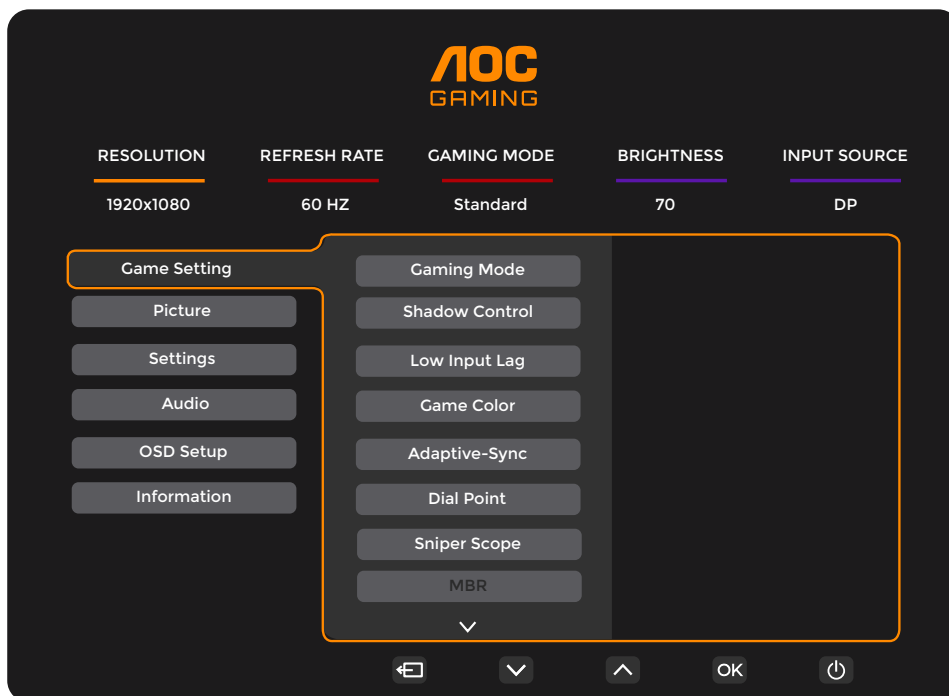 AOC
GAMING
RESOLUTION REFRESH RATE GAMING MODE BRIGHTNESS INPUT SOURCE
1920x1080 60 HZ Standard 70 DP
Game Setting
Picture
Settings
Audio
OSD Setup
Information
Gaming Mode
Shadow Control
Low Input Lag
Game Color
Adaptive-Sync
Dial Point
Sniper Scope
MBR
OK